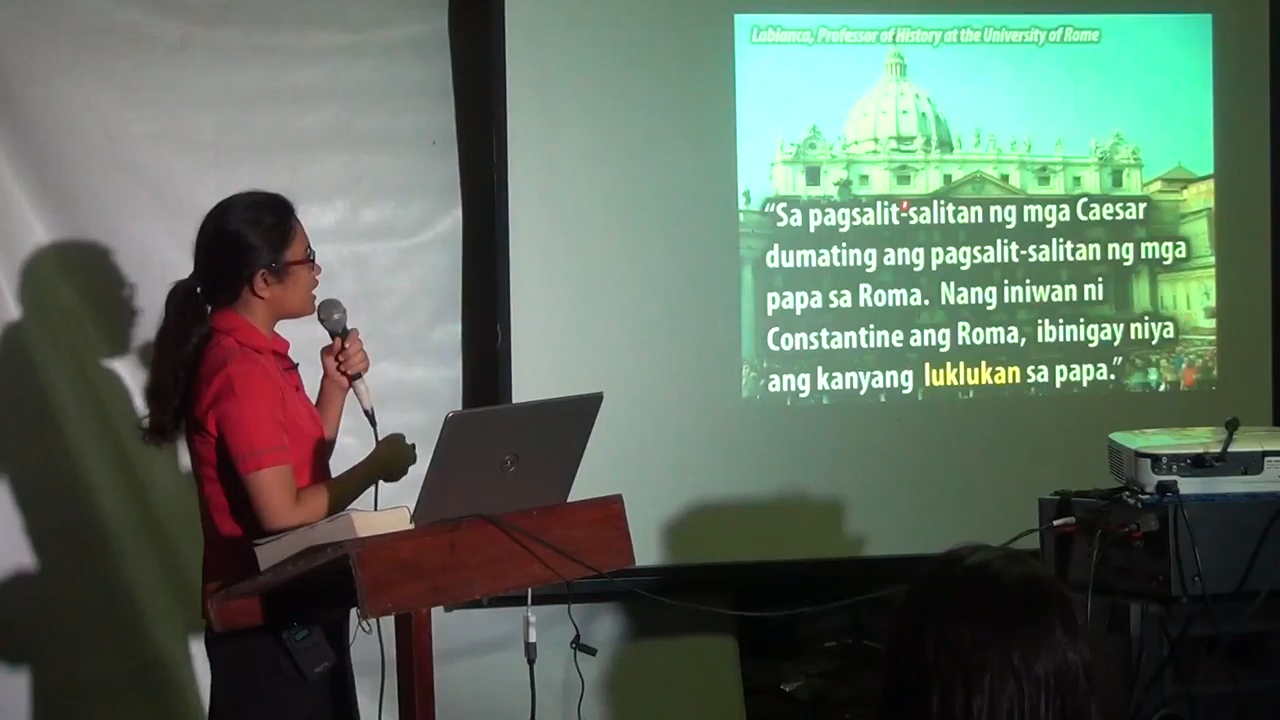 Labianca, Professor of History at the University of Rome
“Sa pagsalit-salitan ng mga Caesar
dumating ang pagsalit-salitan ng mga
papa sa Roma. Nang iniwan ni
Constantine ang Roma, ibinigay niya
ang kanyang luklukan sa papa.”